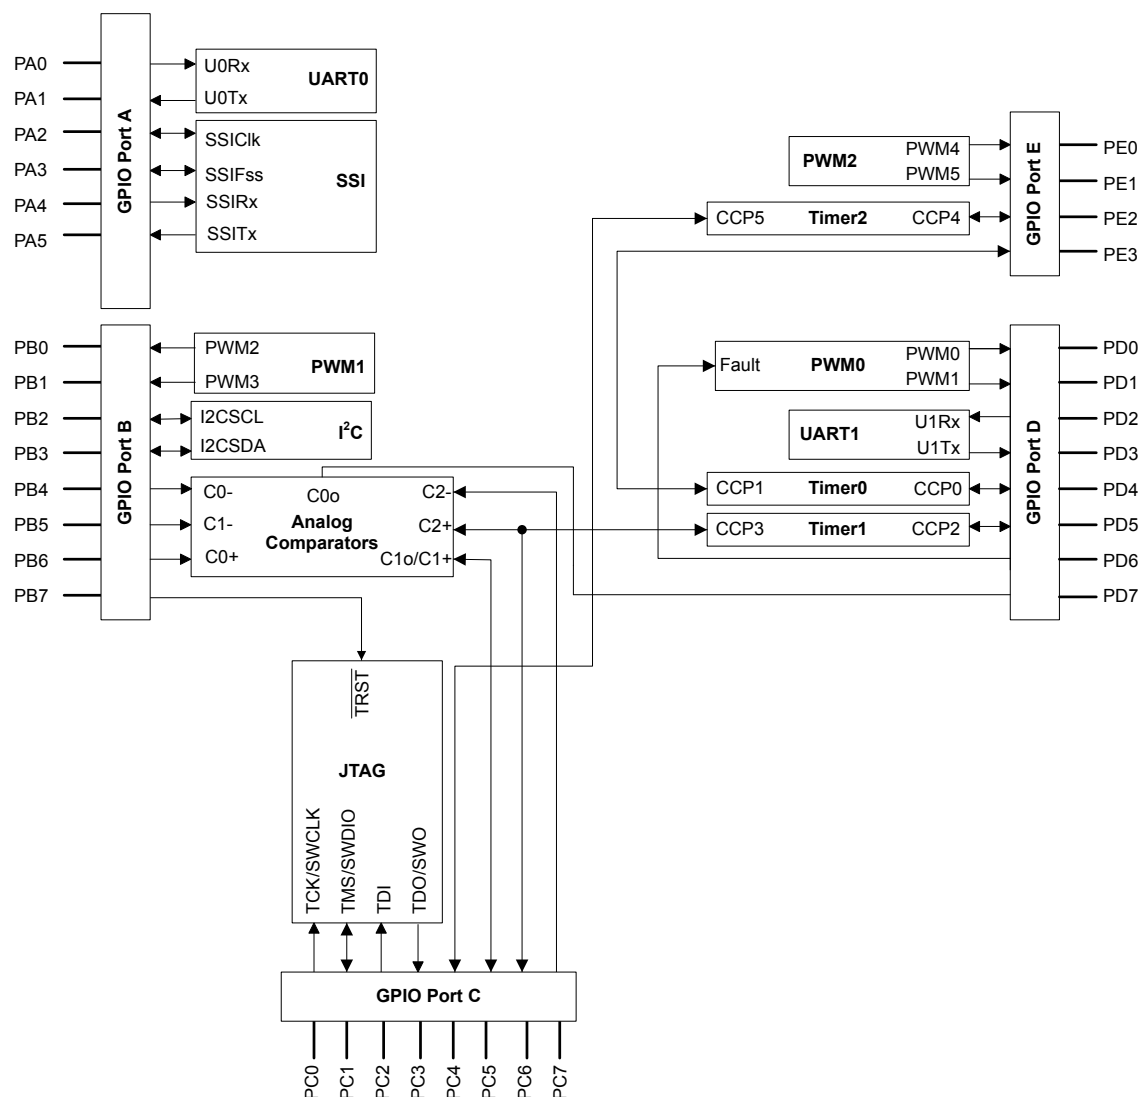 PA0
PA1
PA2
PA3
PA4
PA5
GPIO Port A
U0Rx
U0Tx
UART0
SSIClk
SSIFss
SSIRx
SSITx
SSI
PB0
PB1
PB2
PB3
PB4
PB5
PB6
PB7
GPIO Port B
PWM2
PWM3
PWM1
I2CSCL
I2CSDA
I²C
C0-
C1-
C0+
C0o
Analog
Comparators
C2-
C2+
C1o/C1+
TRST
JTAG
TCK/SWCLK
TMS/SWDIO
TDI
TDO/SWO
GPIO Port C
PC0
PC1
PC2
PC3
PC4
PC5
PC6
PC7
PWM2
PWM4
PWM5
CCP5
Timer2
CCP4
GPIO Port E
PE0
PE1
PE2
PE3
Fault
PWM0
PWM0
PWM1
UART1
U1Rx
U1Tx
CCP1
Timer0
CCP0
CCP3
Timer1
CCP2
GPIO Port D
PD0
PD1
PD2
PD3
PD4
PD5
PD6
PD7